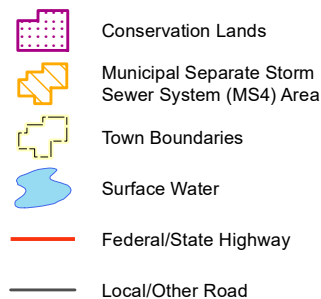 Conservation Lands
Municipal Separate Storm
Sewer System (MS4) Area
Town Boundaries
Surface Water
Federal/State Highway
Local/Other Road